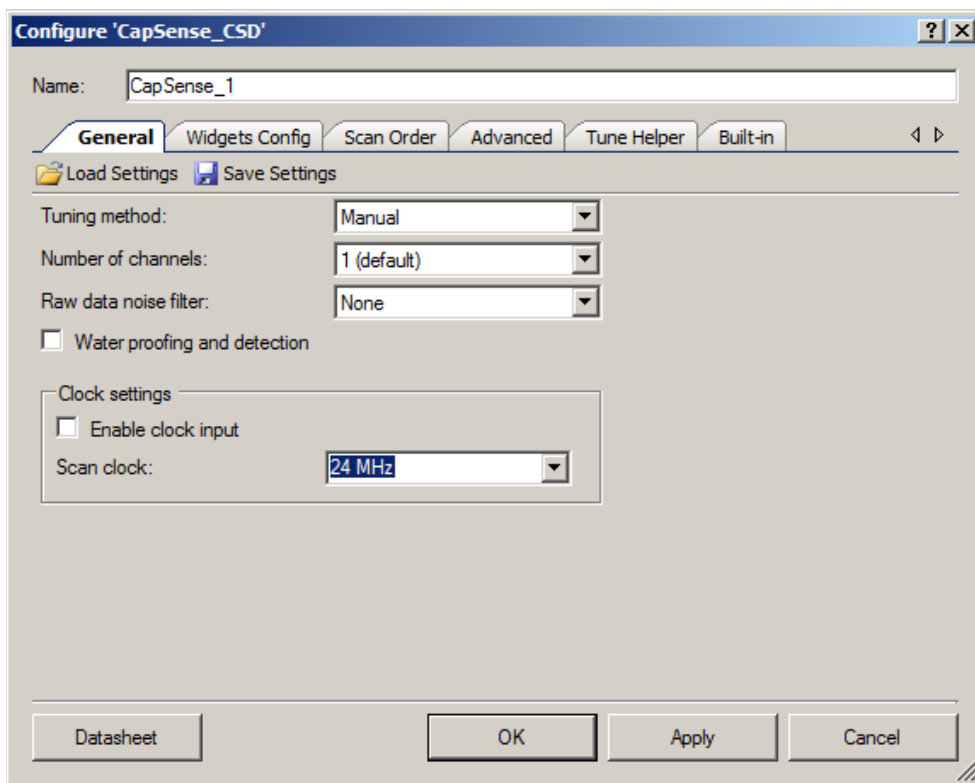 Configure 'CapSense_CSD'
Name: CapSense_1
General Widgets Config Scan Order Advanced Tune Helper Built-in
Load Settings Save Settings
Tuning method: Manual
Number of channels: 1 (default)
Raw data noise filter: None
Water proofing and detection
Clock settings
Enable clock input
Scan clock: 24 MHz
Datasheet OK Apply Cancel